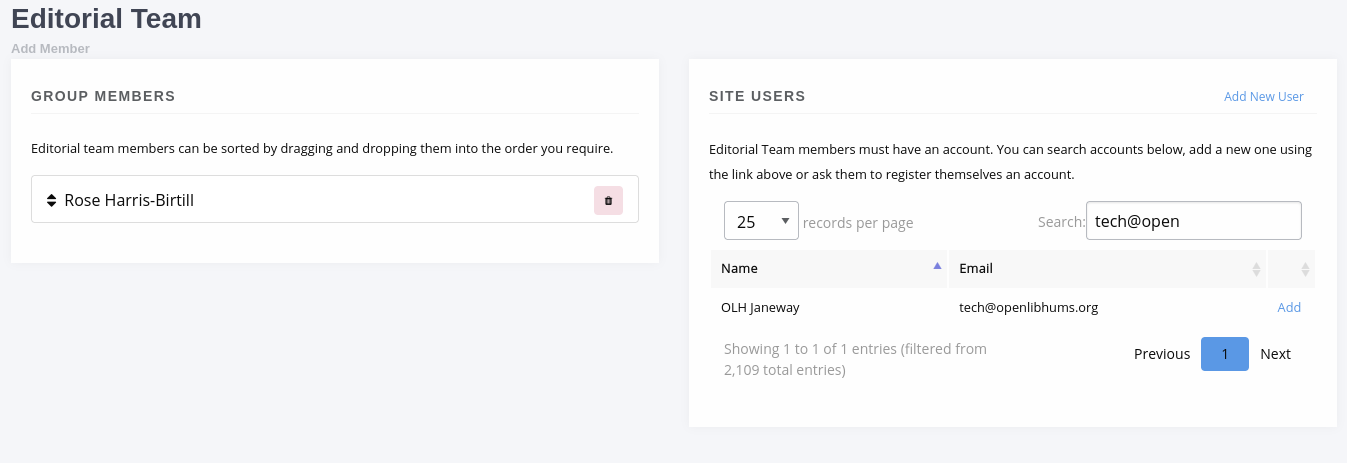 Editorial Team
Add Member
GROUP MEMBERS
Editorial team members can be sorted by dragging and dropping them into the order you require.
Rose Harris-Birtill
SITE USERS
Add New User
Editorial Team members must have an account. You can search accounts below, add a new one using
the link above or ask them to register themselves an account.
25 records per page
Search: tech@open
Name Email
OLH Janeway tech@openlibhums.org Add
Showing 1 to 1 of 1 entries (filtered from
2,109 total entries)
Previous 1 Next